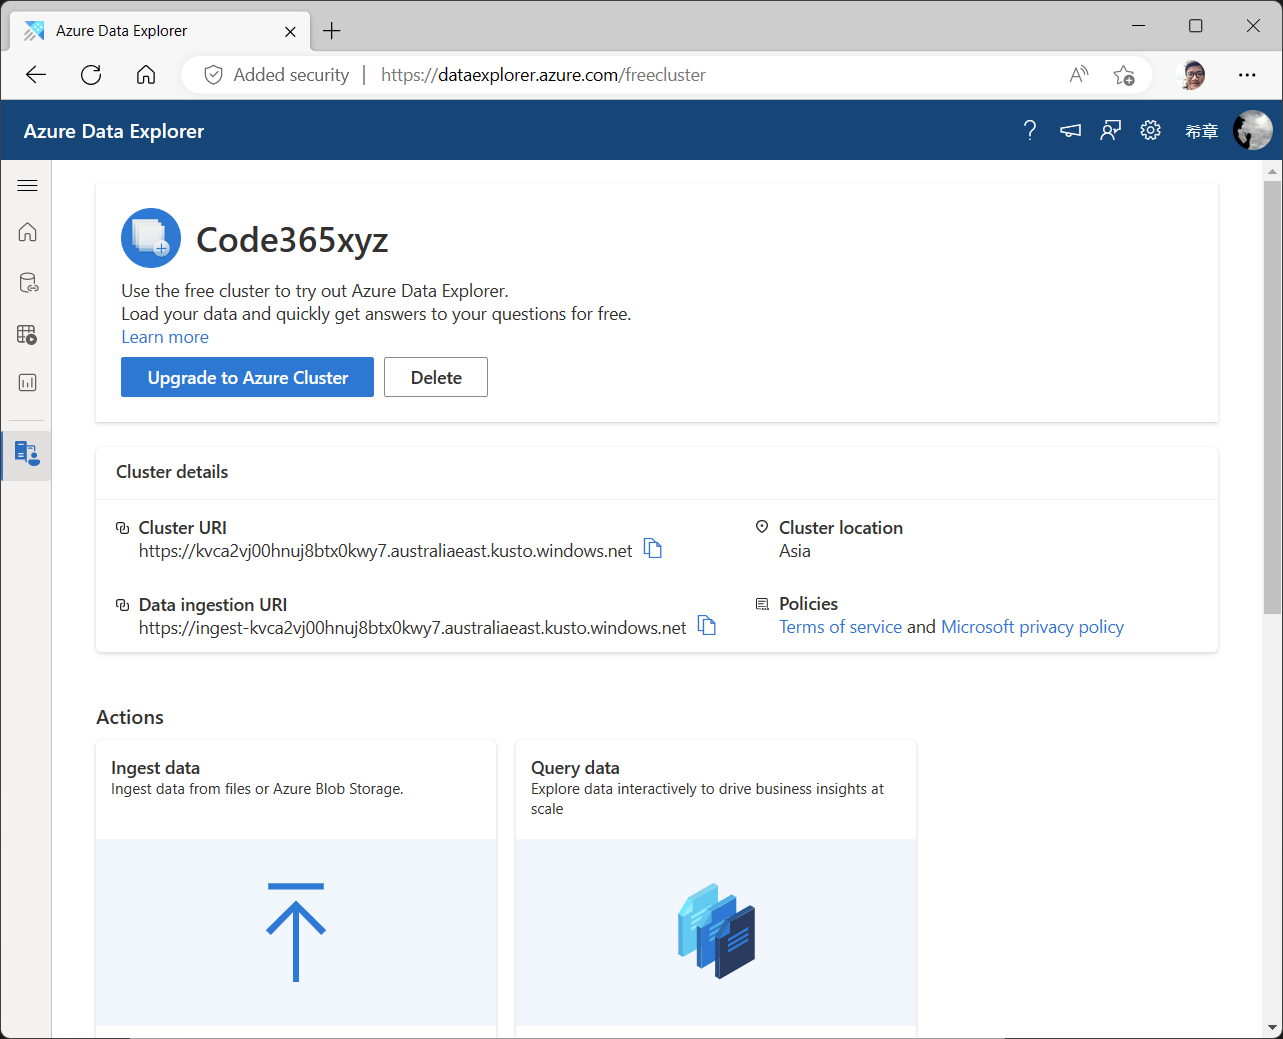 Azure Data Explorer
Added security | https://dataexplorer.azure.com/freecluster
Azure Data Explorer
希章
Code365xyz
Use the free cluster to try out Azure Data Explorer.
Load your data and quickly get answers to your questions for free.
Learn more
Upgrade to Azure Cluster
Delete
Cluster details
Cluster URI
https://kvca2vj00hnuj8btx0kwy7.australiaeast.kusto.windows.net
Cluster location
Asia
Data ingestion URI
https://ingest-kvca2vj00hnuj8btx0kwy7.australiaeast.kusto.windows.net
Policies
Terms of service and Microsoft privacy policy
Actions
Ingest data
Ingest data from files or Azure Blob Storage.
Query data
Explore data interactively to drive business insights at
scale